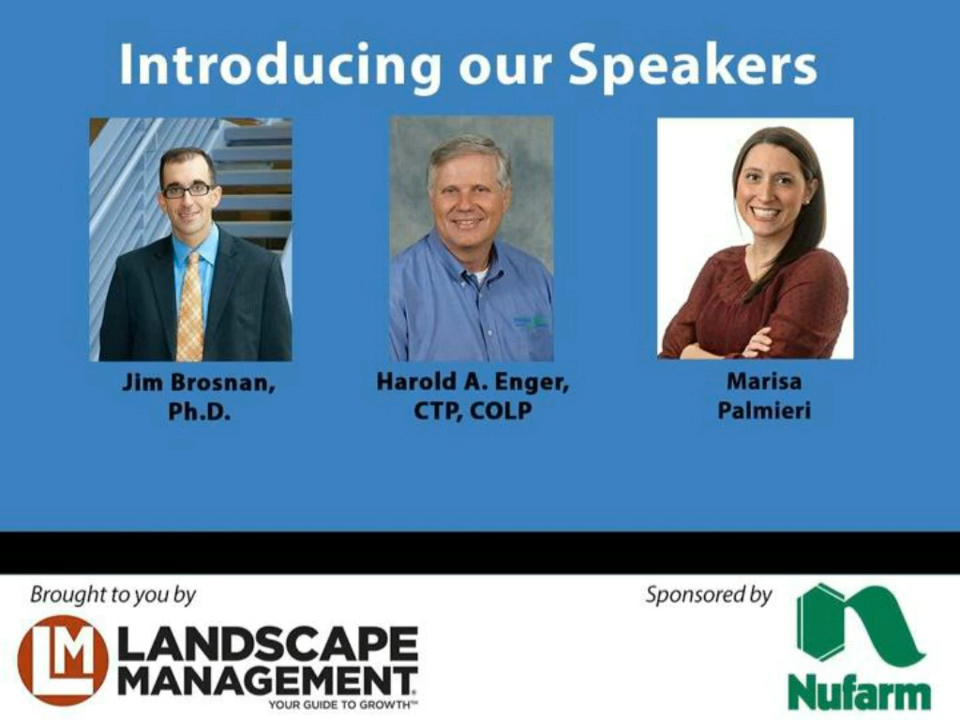 Introducing our Speakers
Jim Brosnan,
Ph.D.
Harold A. Enger,
CTP, COLP
Marisa
Palmieri
Brought to you by
LM LANDSCAPE
MANAGEMENT
YOUR GUIDE TO GROWTH™
Sponsored by
Nufarm